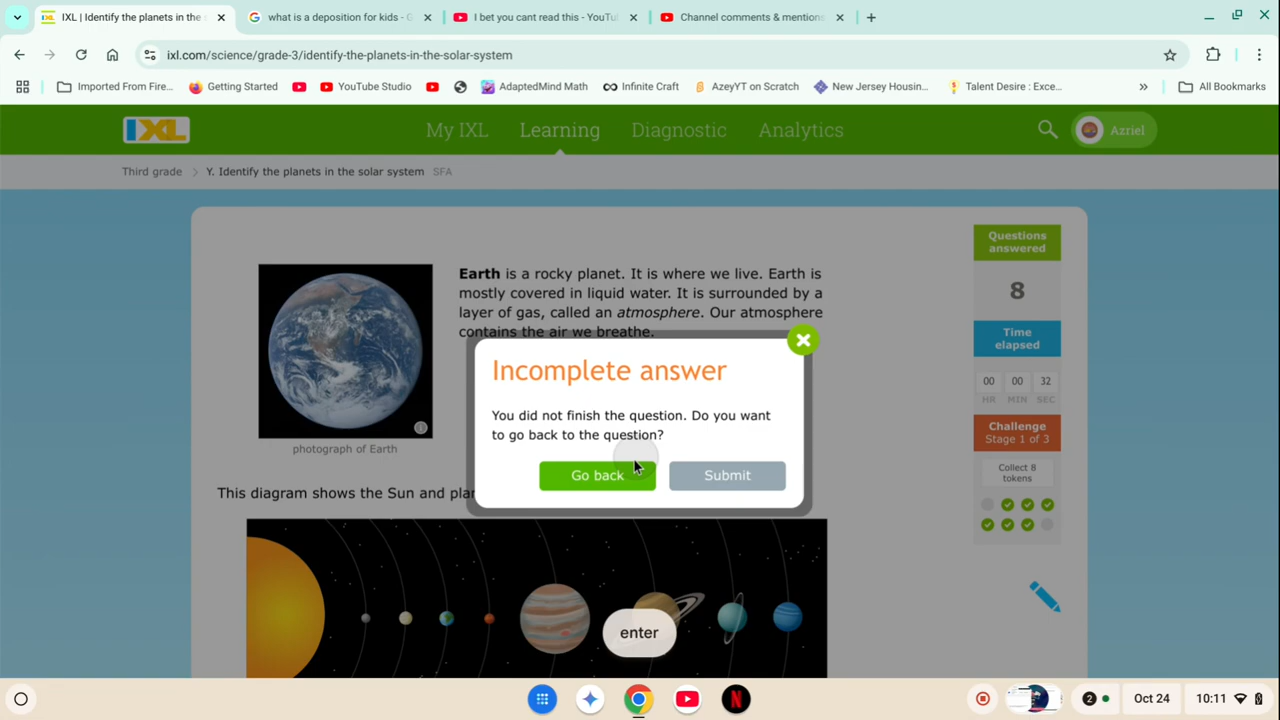 IXL | Identify the planets in the s
what is a deposition for kids - G
I bet you cant read this - YouTu
Channel comments & mentions
ixl.com/science/grade-3/identify-the-planets-in-the-solar-system
Imported From Fire...
Getting Started
YouTube Studio
AdaptedMind Math
Infinite Craft
AzeyYT on Scratch
New Jersey Housin...
Talent Desire : Exce...
All Bookmarks
IXL
My IXL
Learning
Diagnostic
Analytics
Azriel
Third grade
Y. Identify the planets in the solar system
SFA
Earth is a rocky planet. It is where we live. Earth is
mostly covered in liquid water. It is surrounded by a
layer of gas, called an atmosphere. Our atmosphere
contains the air we breathe.
photograph of Earth
This diagram shows the Sun and plan
Incomplete answer
You did not finish the question. Do you want
to go back to the question?
Go back
Submit
Questions
answered
8
Time
elapsed
00
00
32
HR
MIN
SEC
Challenge
Stage 1 of 3
Collect 8
tokens
enter
2
Oct 24
10:11